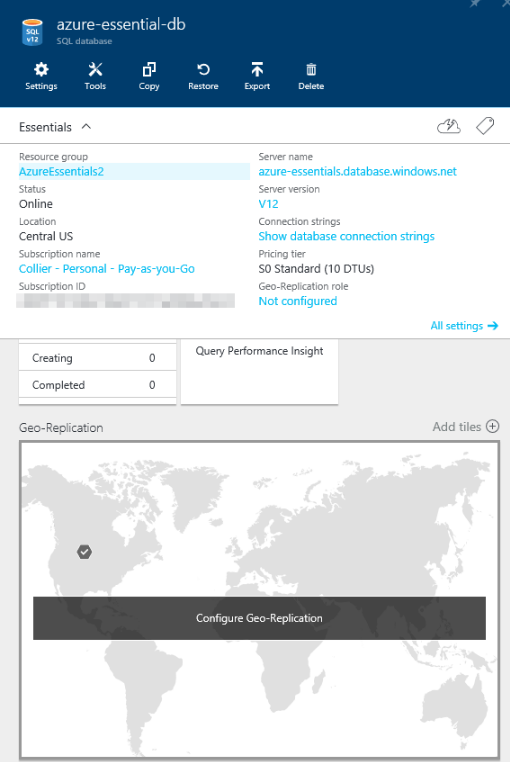 SQL
v12
azure-essential-db
SQL database
Settings
Tools
Copy
Restore
Export
Delete
Essentials
Resource group
AzureEssentials2
Status
Online
Location
Central US
Subscription name
Collier - Personal - Pay-as-you-Go
Subscription ID
Server name
azure-essentials.database.windows.net
Server version
V12
Connection strings
Show database connection strings
Pricing tier
S0 Standard (10 DTUs)
Geo-Replication role
Not configured
All settings
Creating 0
Completed 0
Query Performance Insight
Geo-Replication
Add tiles
Configure Geo-Replication